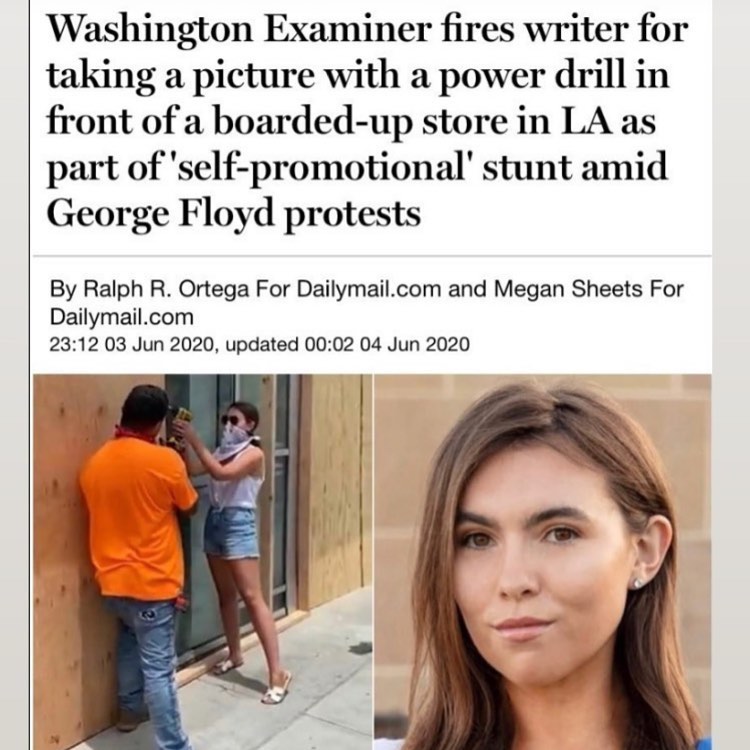 Washington Examiner fires writer for
taking a picture with a power drill in
front of a boarded-up store in LA as
part of 'self-promotional' stunt amid
George Floyd protests
By Ralph R. Ortega For Dailymail.com and Megan Sheets For
Dailymail.com
23:12 03 Jun 2020, updated 00:02 04 Jun 2020